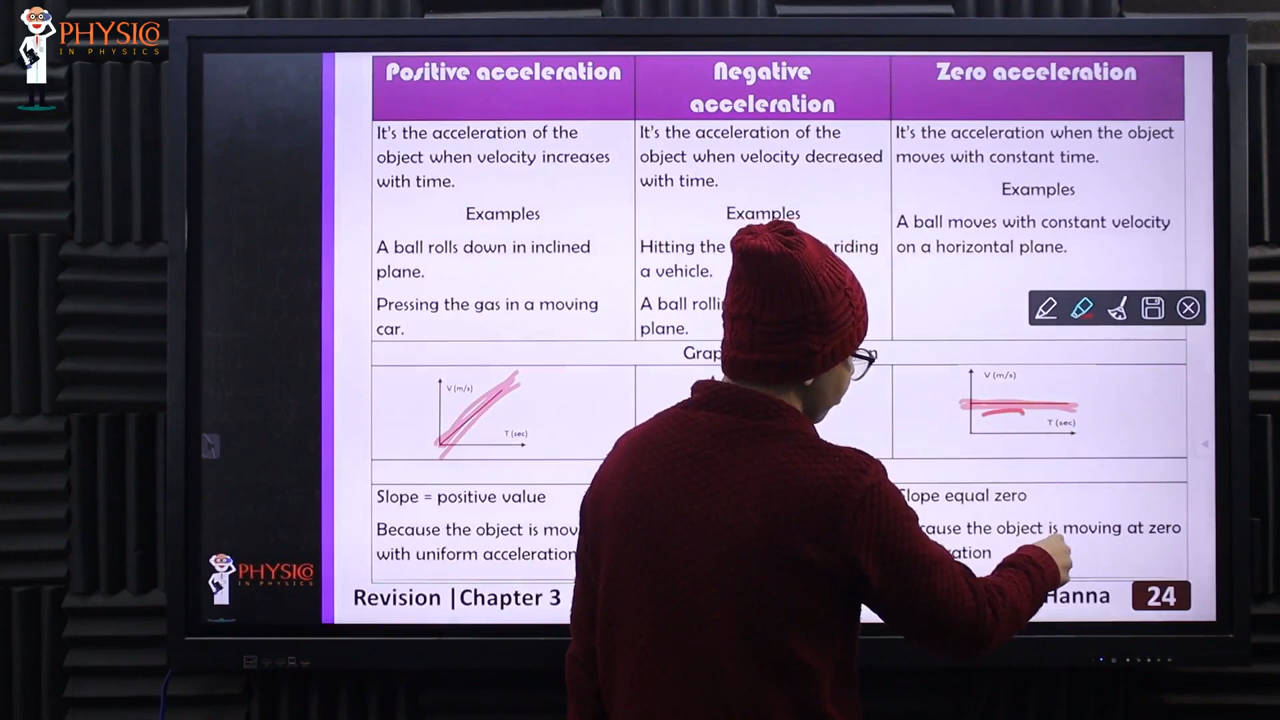 PHYSICO
IN PHYSICS
Positive acceleration
Negative
acceleration
Zero acceleration
It's the acceleration of the
object when velocity increases
with time.
Examples
A ball rolls down in inclined
plane.
Pressing the gas in a moving
car.
It's the acceleration of the
object when velocity decreased
with time.
Examples
Hitting the riding
a vehicle.
A ball
plane.
It's the acceleration when the object
moves with constant time.
Examples
A ball moves with constant velocity
on a horizontal plane.
V (m/s)
T (sec)
V (m/s)
T (sec)
Slope = positive value
Because the object is
with uniform acceleration
Slope equal zero
the object is moving at zero
PHYSICO
IN PHYSICS
Revision |Chapter 3
Hanna
24